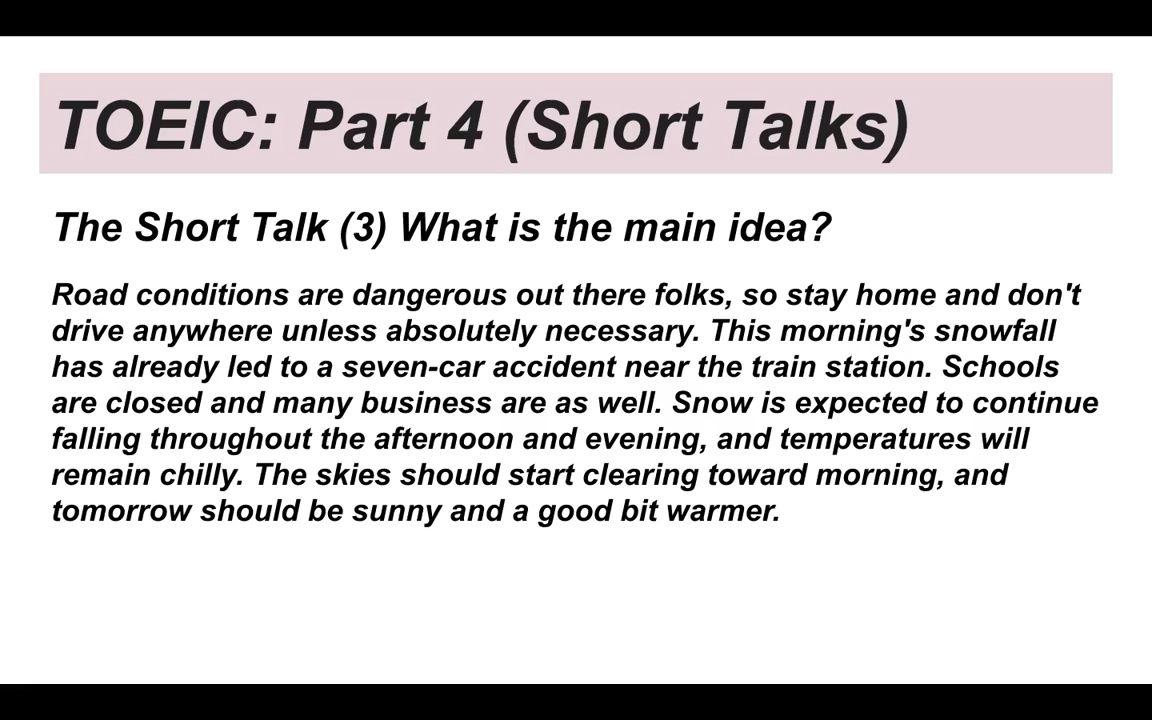 TOEIC: Part 4 (Short Talks)
The Short Talk (3) What is the main idea?
Road conditions are dangerous out there folks, so stay home and don't
drive anywhere unless absolutely necessary. This morning's snowfall
has already led to a seven-car accident near the train station. Schools
are closed and many business are as well. Snow is expected to continue
falling throughout the afternoon and evening, and temperatures will
remain chilly. The skies should start clearing toward morning, and
tomorrow should be sunny and a good bit warmer.